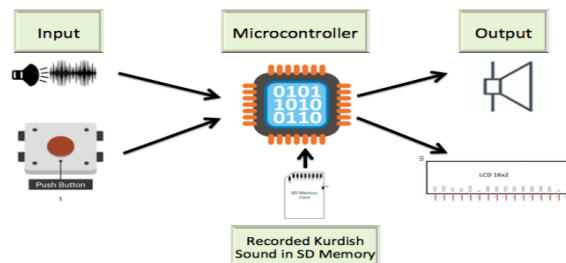 Input
Microcontroller
Output
0101
1010
0110
Push Button
1
SD Memory
Card
LCD 16x2
Recorded Kurdish
Sound in SD Memory